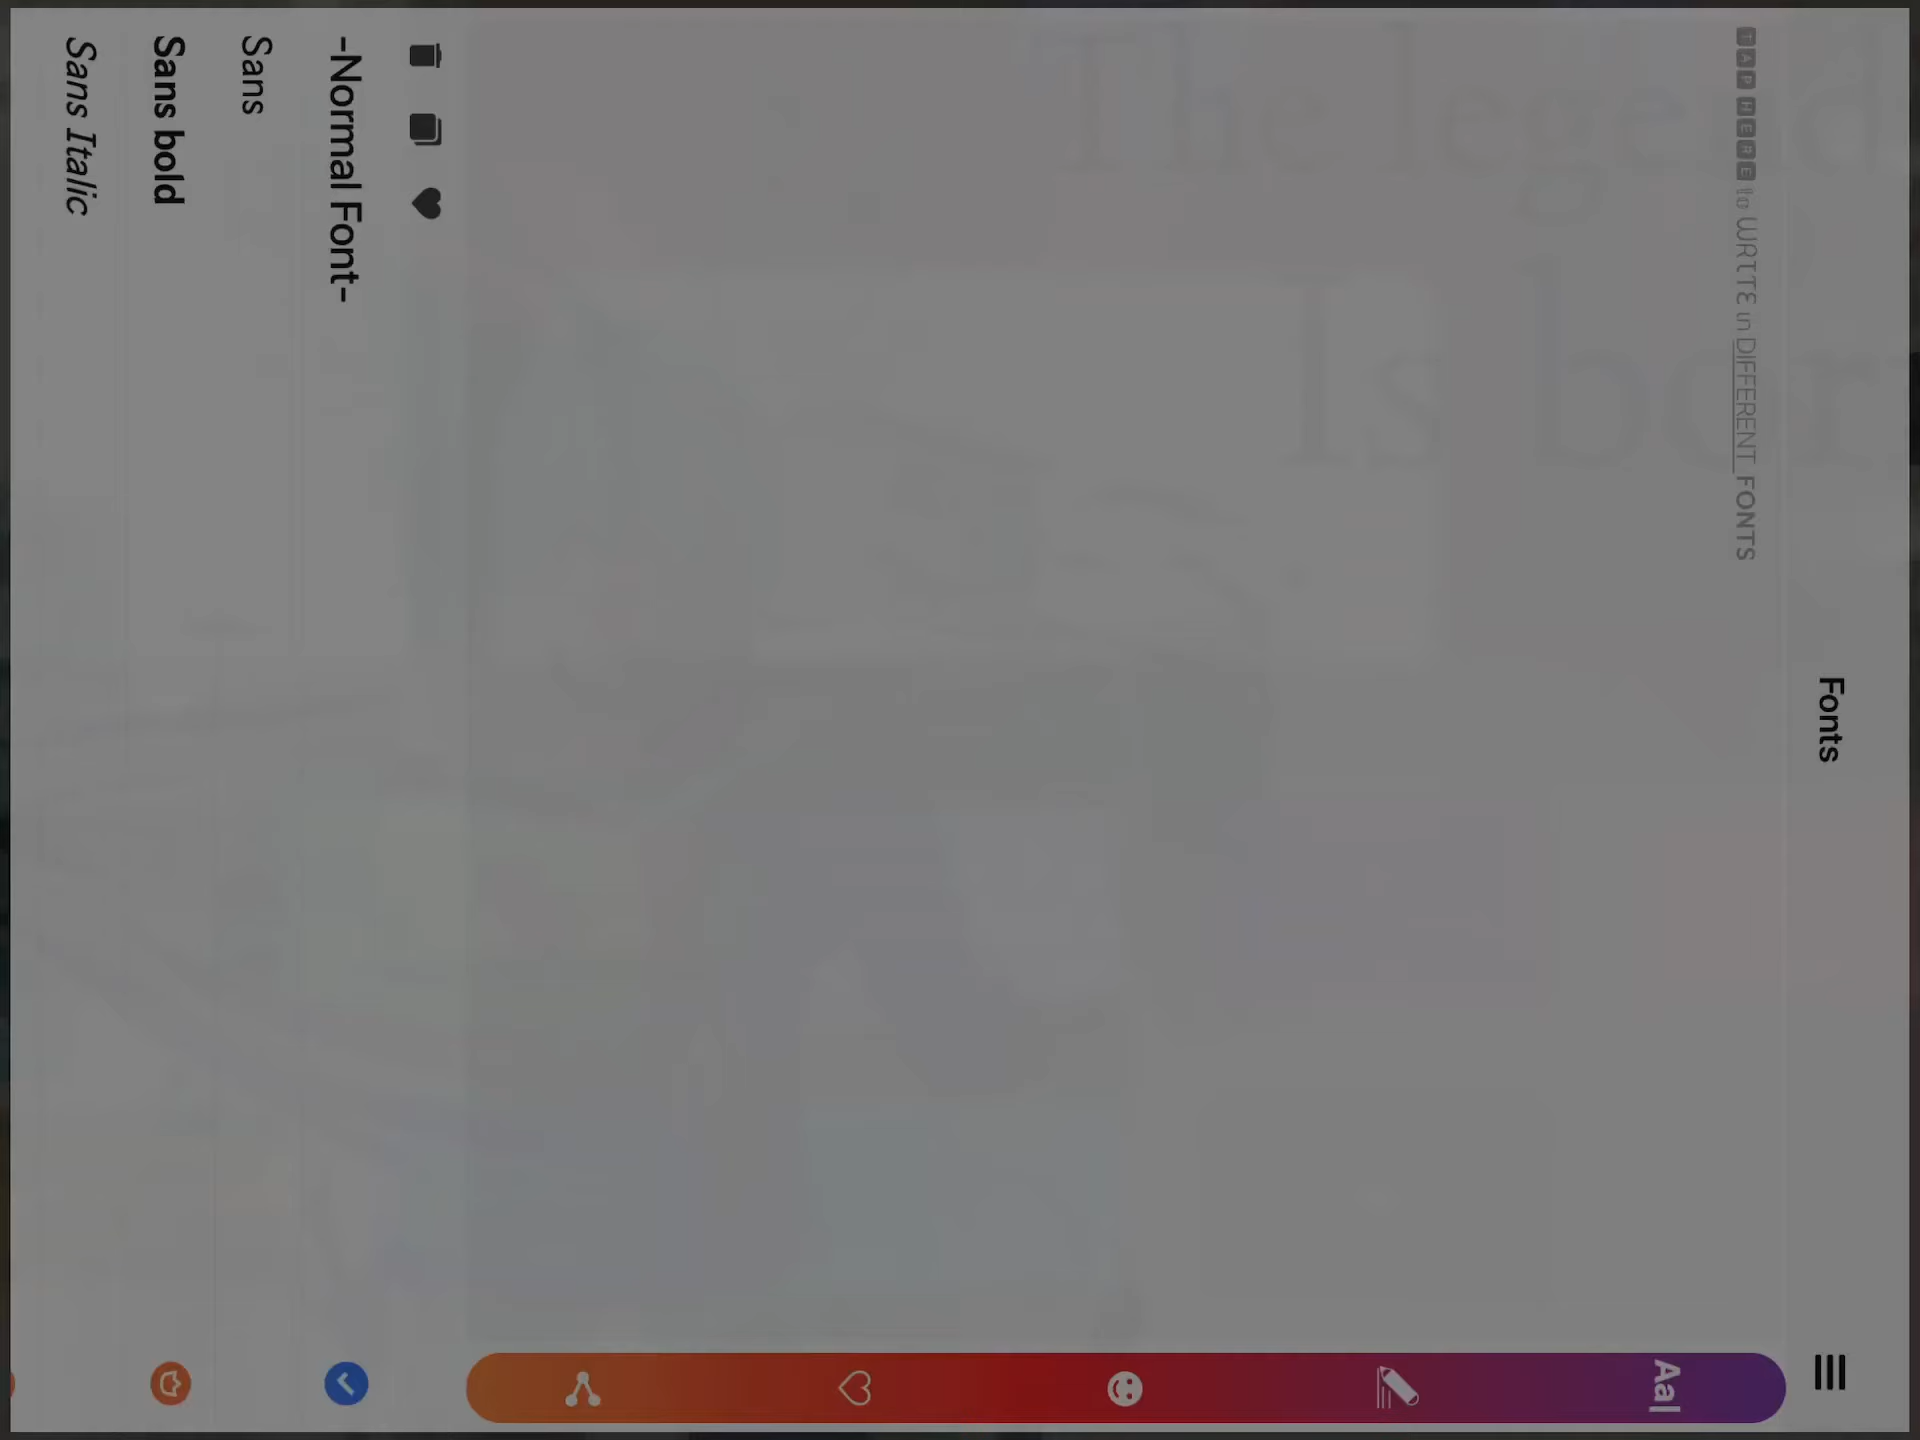 Fonts
TAP HERE to WRITE in DIFFERENT FONTS
The legend
Is bor
Aa
-Normal Font-
Sans
Sans bold
Sans Italic